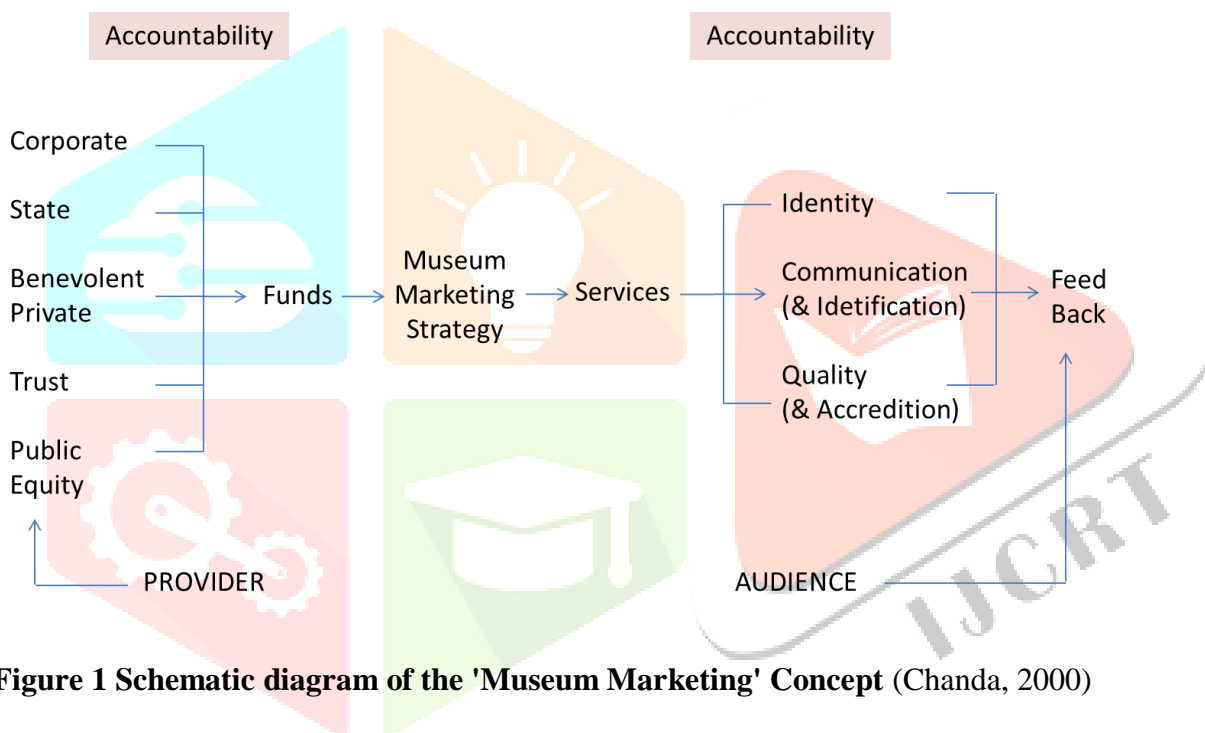 Accountability
Accountability
Corporate
State
Benevolent
Private
Trust
Public
Equity
Funds
Museum
Marketing
Strategy
Services
Identity
Communication
(& Idetification)
Quality
(& Accredition)
Feed
Back
PROVIDER
AUDIENCE
IJCRT
Figure 1 Schematic diagram of the 'Museum Marketing' Concept (Chanda, 2000)